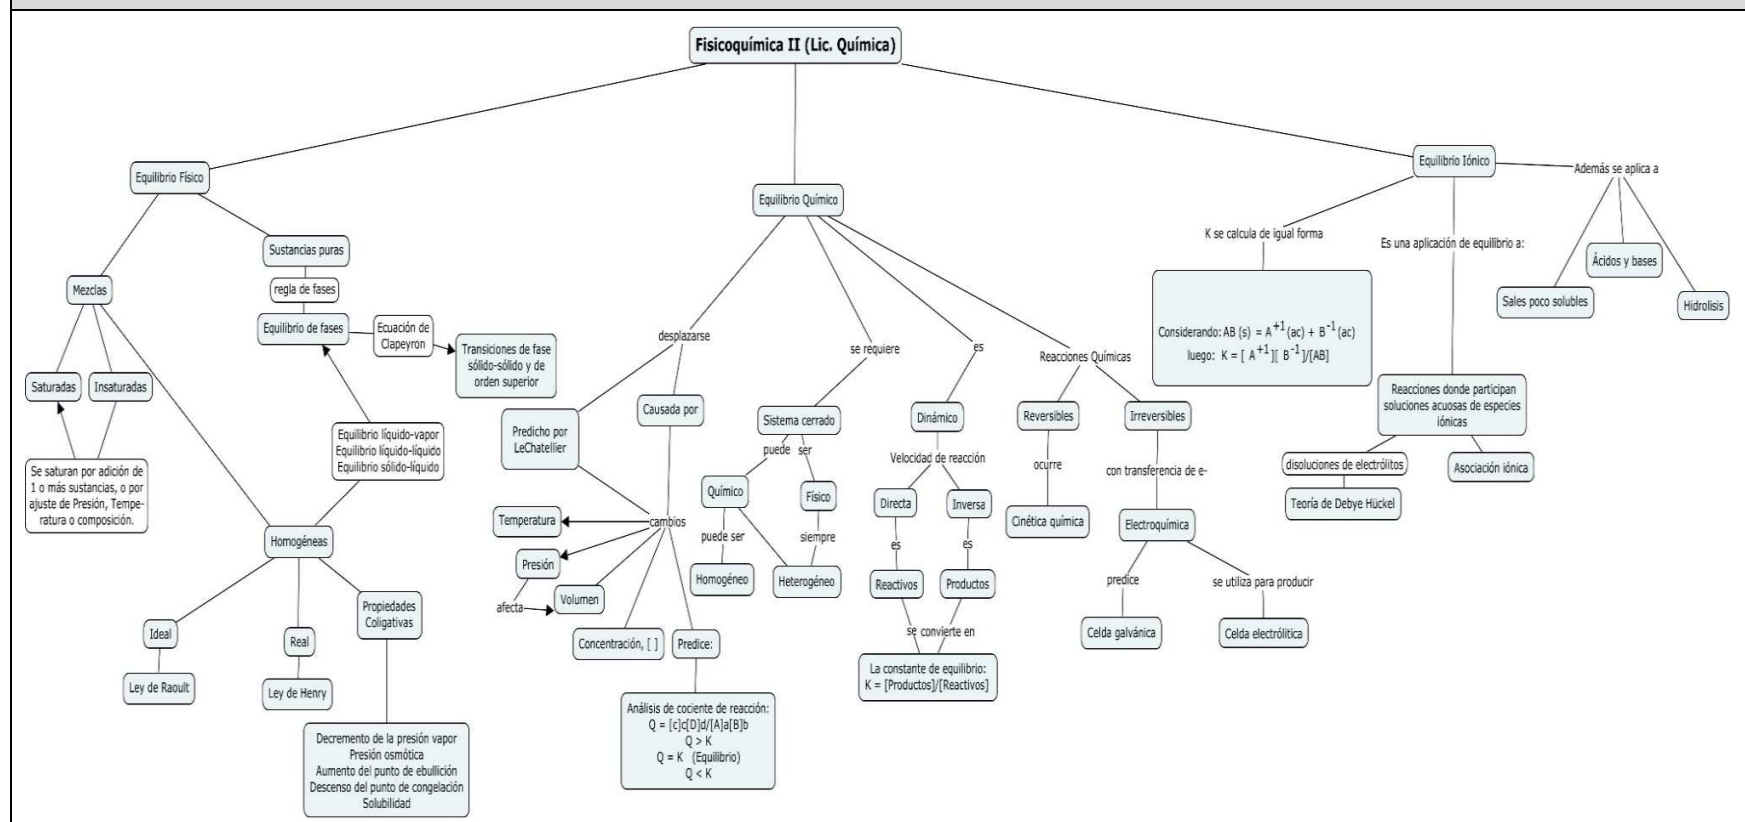 Fisicoquímica II (Lic. Química)
Equilibrio Físico
Mezclas
Sustancias puras
regla de fases
Equilibrio de fases
Ecuación de
Clapeyron
Transiciones de fase
sólido-sólido y de
orden superior
Saturadas
Insaturadas
Se saturan por adición de
1 o más sustancias, o por
ajuste de Presión, Tempe-
ratura o composición.
Equilibrio líquido-vapor
Equilibrio líquido-líquido
Equilibrio sólido-líquido
Homogéneas
Ideal
Ley de Raoult
Real
Ley de Henry
Propiedades
Coligativas
Decremento de la presión vapor
Presión osmótica
Aumento del punto de ebullición
Descenso del punto de congelación
Solubilidad
Equilibrio Químico
desplazarse
Predicho por
LeChatellier
Causada por
cambios
Temperatura
Presión
afecta
Volumen
Concentración, [ ]
Predice:
Análisis de cociente de reacción:
Q = [c]c[D]d/[A]a[B]b
Q > K
Q = K (Equilibrio)
Q < K
se requiere
Sistema cerrado
puede ser
Químico
Físico
puede ser
siempre
Homogéneo
Heterogéneo
es
Dinámico
Velocidad de reacción
Directa
Inversa
es
es
Reactivos
Productos
se convierte en
La constante de equilibrio:
K = [Productos]/[Reactivos]
Reacciones Químicas
Reversibles
Irreversibles
ocurre
Cinética química
con transferencia de e-
Electroquímica
predice
se utiliza para producir
Celda galvánica
Celda electrólitica
Equilibrio Iónico
K se calcula de igual forma
Considerando: AB (s) = A+1(ac) + B-1(ac)
luego: K = [ A+1][ B-1]/[AB]
Es una aplicación de equilibrio a:
Reacciones donde participan
soluciones acuosas de especies
iónicas
disoluciones de electrólitos
Teoría de Debye Hückel
Asociación iónica
Además se aplica a
Sales poco solubles
Ácidos y bases
Hidrolisis